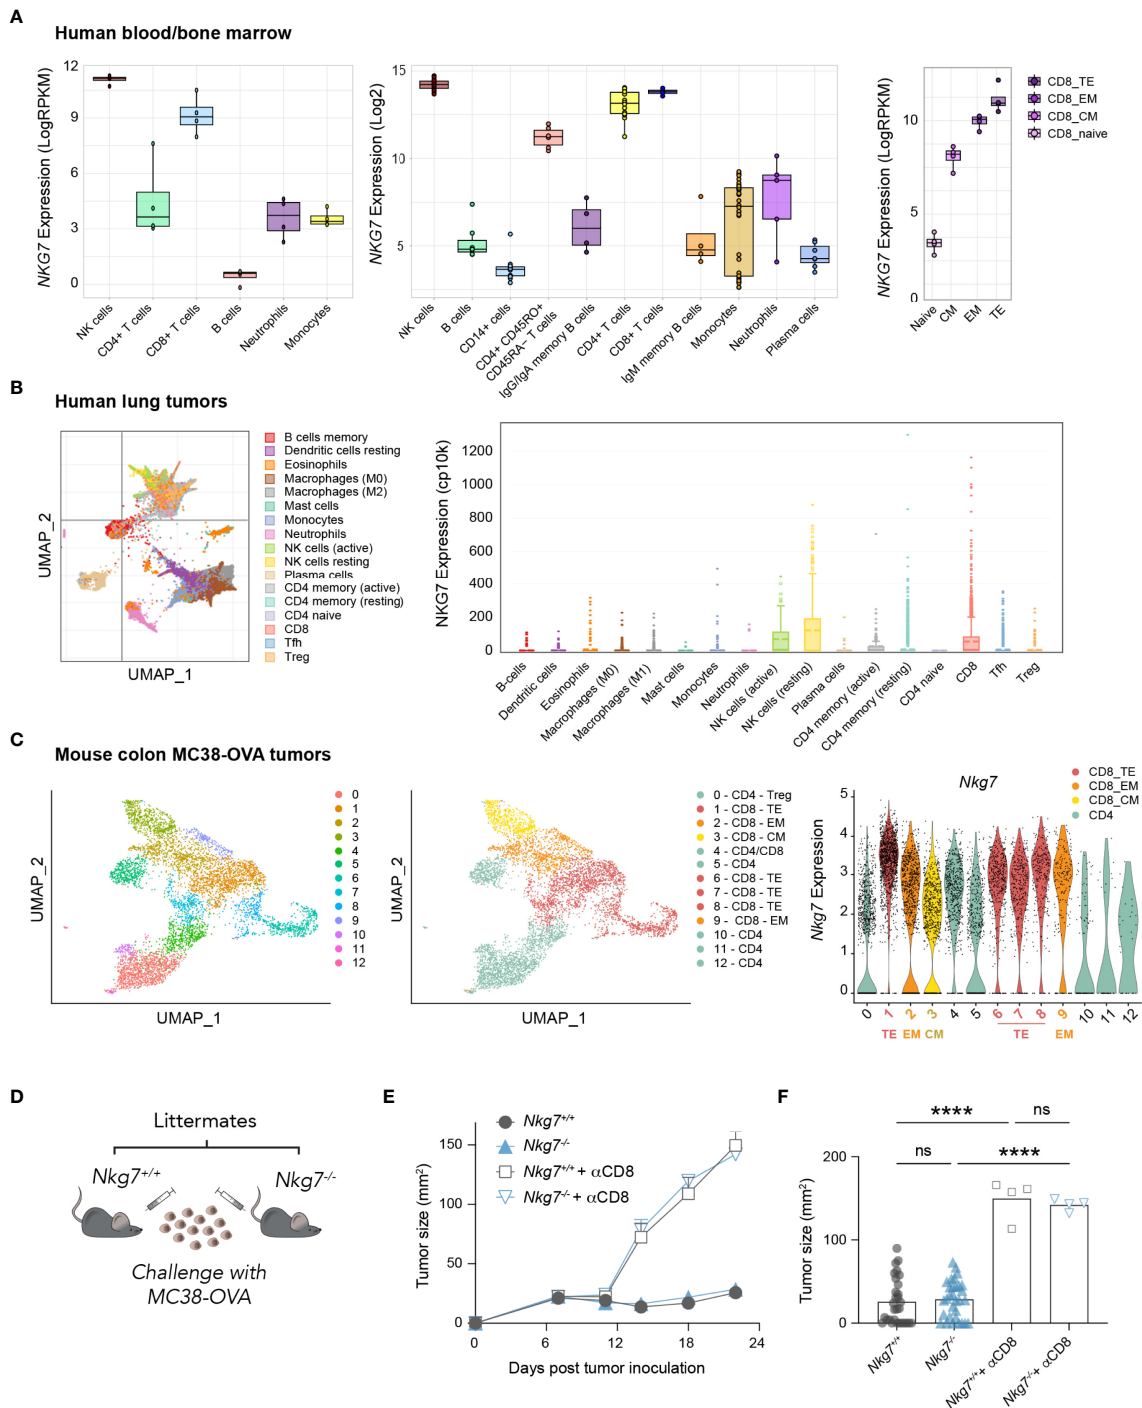 A
Human blood/bone marrow
NKG7 Expression (LogRPKM)
12
9
6
3
0
NK cells
CD4+ T cells
CD8+ T cells
B cells
Neutrophils
Monocytes
NKG7 Expression (Log2)
15
10
5
NK cells
B cells
CD14+ cells
CD4+ CD45RO+
CD45RA− T cells
IgG/IgA memory B cells
CD4+ T cells
CD8+ T cells
IgM memory B cells
Monocytes
Neutrophils
Plasma cells
NKG7 Expression (LogRPKM)
10
5
0
Naive
CM
EM
TE
CD8_TE
CD8_EM
CD8_CM
CD8_naive
B
Human lung tumors
UMAP_2
UMAP_1
B cells memory
Dendritic cells resting
Eosinophils
Macrophages (M0)
Macrophages (M2)
Mast cells
Monocytes
Neutrophils
NK cells (active)
NK cells resting
Plasma cells
CD4 memory (active)
CD4 memory (resting)
CD4 naive
CD8
Tfh
Treg
NKG7 Expression (cp10k)
1200
1000
800
600
400
200
0
B-cells
Dendritic cells
Eosinophils
Macrophages (M0)
Macrophages (M1)
Mast cells
Monocytes
Neutrophils
NK cells (active)
NK cells (resting)
Plasma cells
CD4 memory (active)
CD4 memory (resting)
CD4 naive
CD8
Tfh
Treg
C
Mouse colon MC38-OVA tumors
UMAP_2
UMAP_1
0
1
2
3
4
5
6
7
8
9
10
11
12
UMAP_2
UMAP_1
0 - CD4 - Treg
1 - CD8 - TE
2 - CD8 - EM
3 - CD8 - CM
4 - CD4/CD8
5 - CD4
6 - CD8 - TE
7 - CD8 - TE
8 - CD8 - TE
9 - CD8 - EM
10 - CD4
11 - CD4
12 - CD4
Nkg7
CD8_TE
CD8_EM
CD8_CM
CD4
Nkg7 Expression
5
4
3
2
1
0
0 1 2 3 4 5 6 7 8 9 10 11 12
TE EM CM TE EM
D
Littermates
Nkg7+/+
Nkg7-/-
Challenge with
MC38-OVA
E
Nkg7+/+
Nkg7-/-
Nkg7+/+ + αCD8
Nkg7-/- + αCD8
Tumor size (mm²)
150
100
50
0
0 6 12 18 24
Days post tumor inoculation
F
**** ns
ns ****
Tumor size (mm²)
200
100
0
Nkg7+/+
Nkg7-/-
Nkg7+/+ + αCD8
Nkg7-/- + αCD8